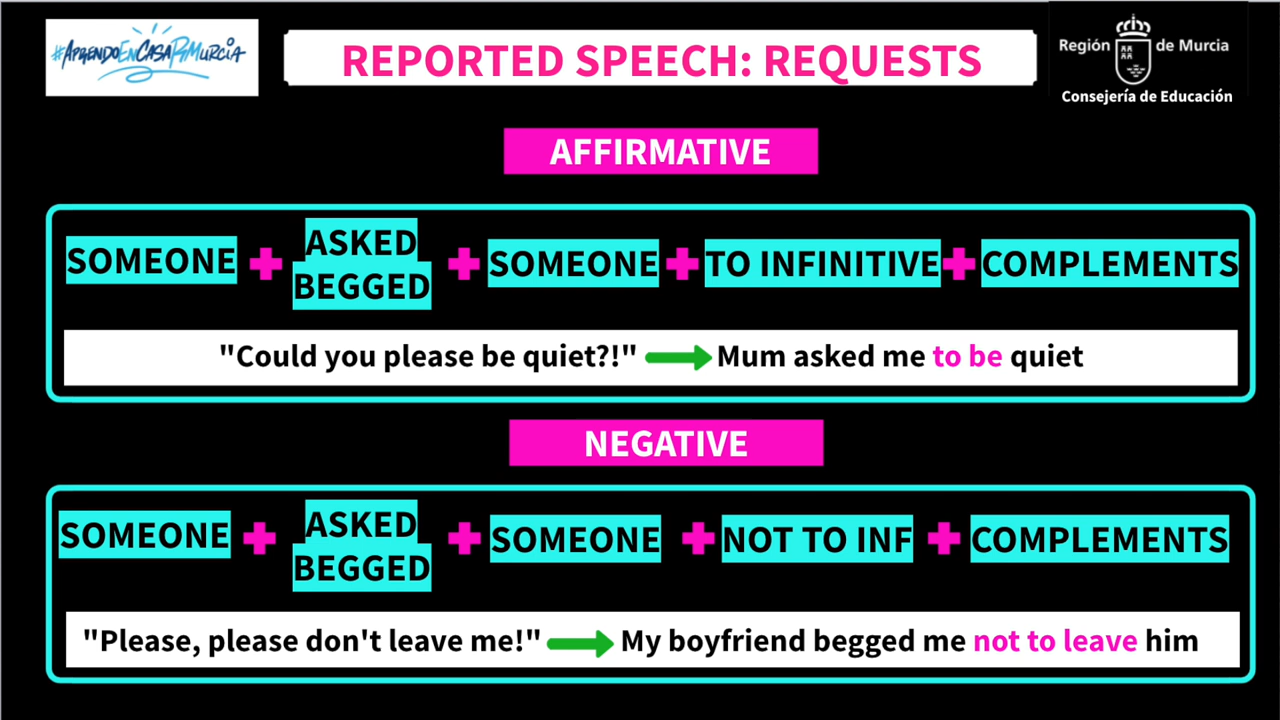 #AprendoEnCasaRMurcia
REPORTED SPEECH: REQUESTS
Región de Murcia
Consejería de Educación
AFFIRMATIVE
SOMEONE + ASKED BEGGED + SOMEONE + TO INFINITIVE + COMPLEMENTS
"Could you please be quiet?!" → Mum asked me to be quiet
NEGATIVE
SOMEONE + ASKED BEGGED + SOMEONE + NOT TO INF + COMPLEMENTS
"Please, please don't leave me!" → My boyfriend begged me not to leave him